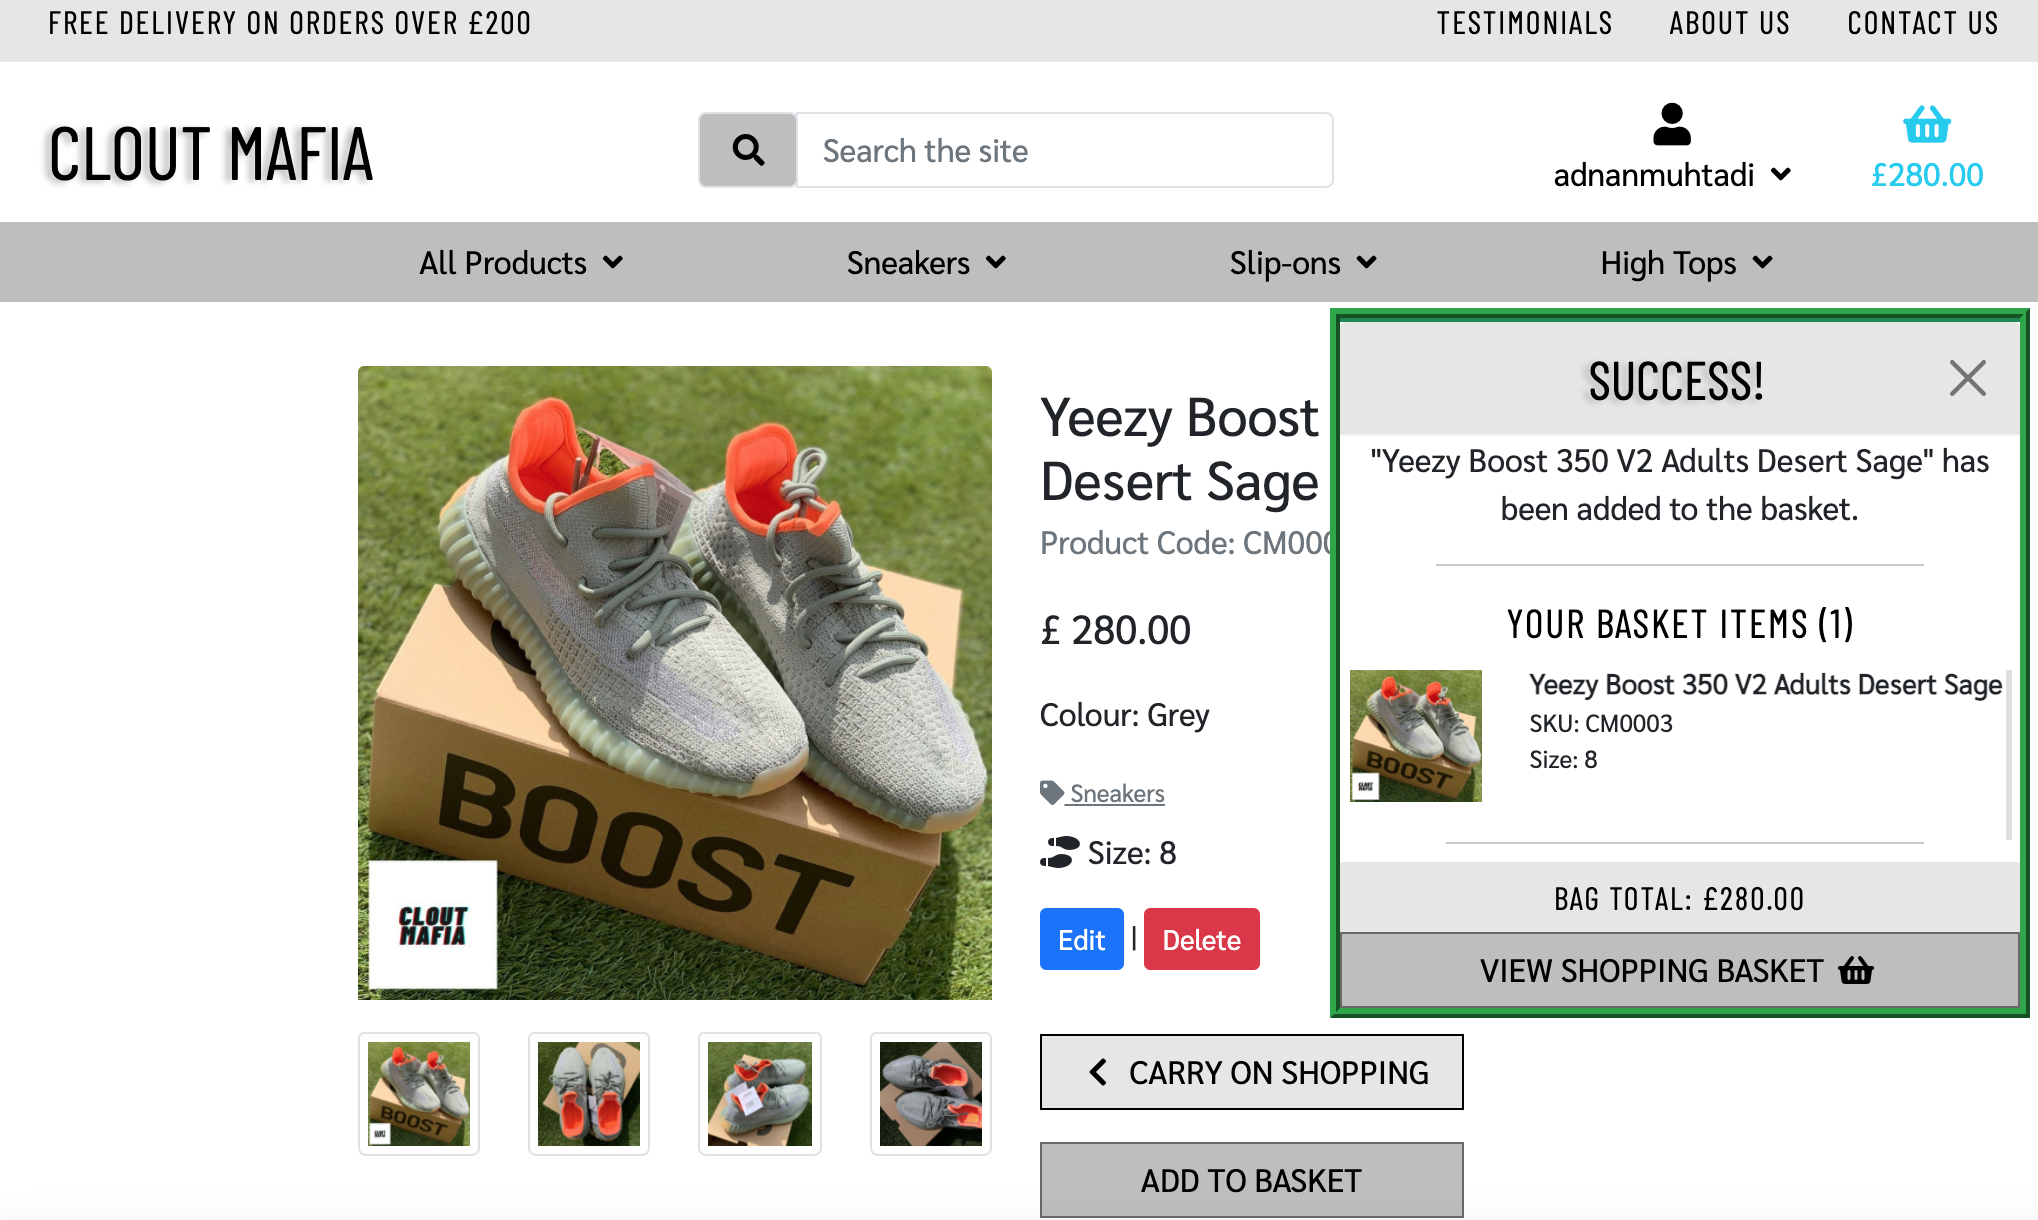 FREE DELIVERY ON ORDERS OVER £200
TESTIMONIALS
ABOUT US
CONTACT US
CLOUT MAFIA
Search the site
adnanmuhtadi
£280.00
All Products
Sneakers
Slip-ons
High Tops
BOOST
CLOUT
MAFIA
Yeezy Boost
Desert Sage
Product Code:
£ 280.00
Colour: Grey
Sneakers
Size: 8
Edit | Delete
CARRY ON SHOPPING
ADD TO BASKET
SUCCESS!
"Yeezy Boost 350 V2 Adults Desert Sage" has
been added to the basket.
YOUR BASKET ITEMS (1)
BOOST
Yeezy Boost 350 V2 Adults Desert Sage
SKU: CM0003
Size: 8
BAG TOTAL: £280.00
VIEW SHOPPING BASKET
BOOST